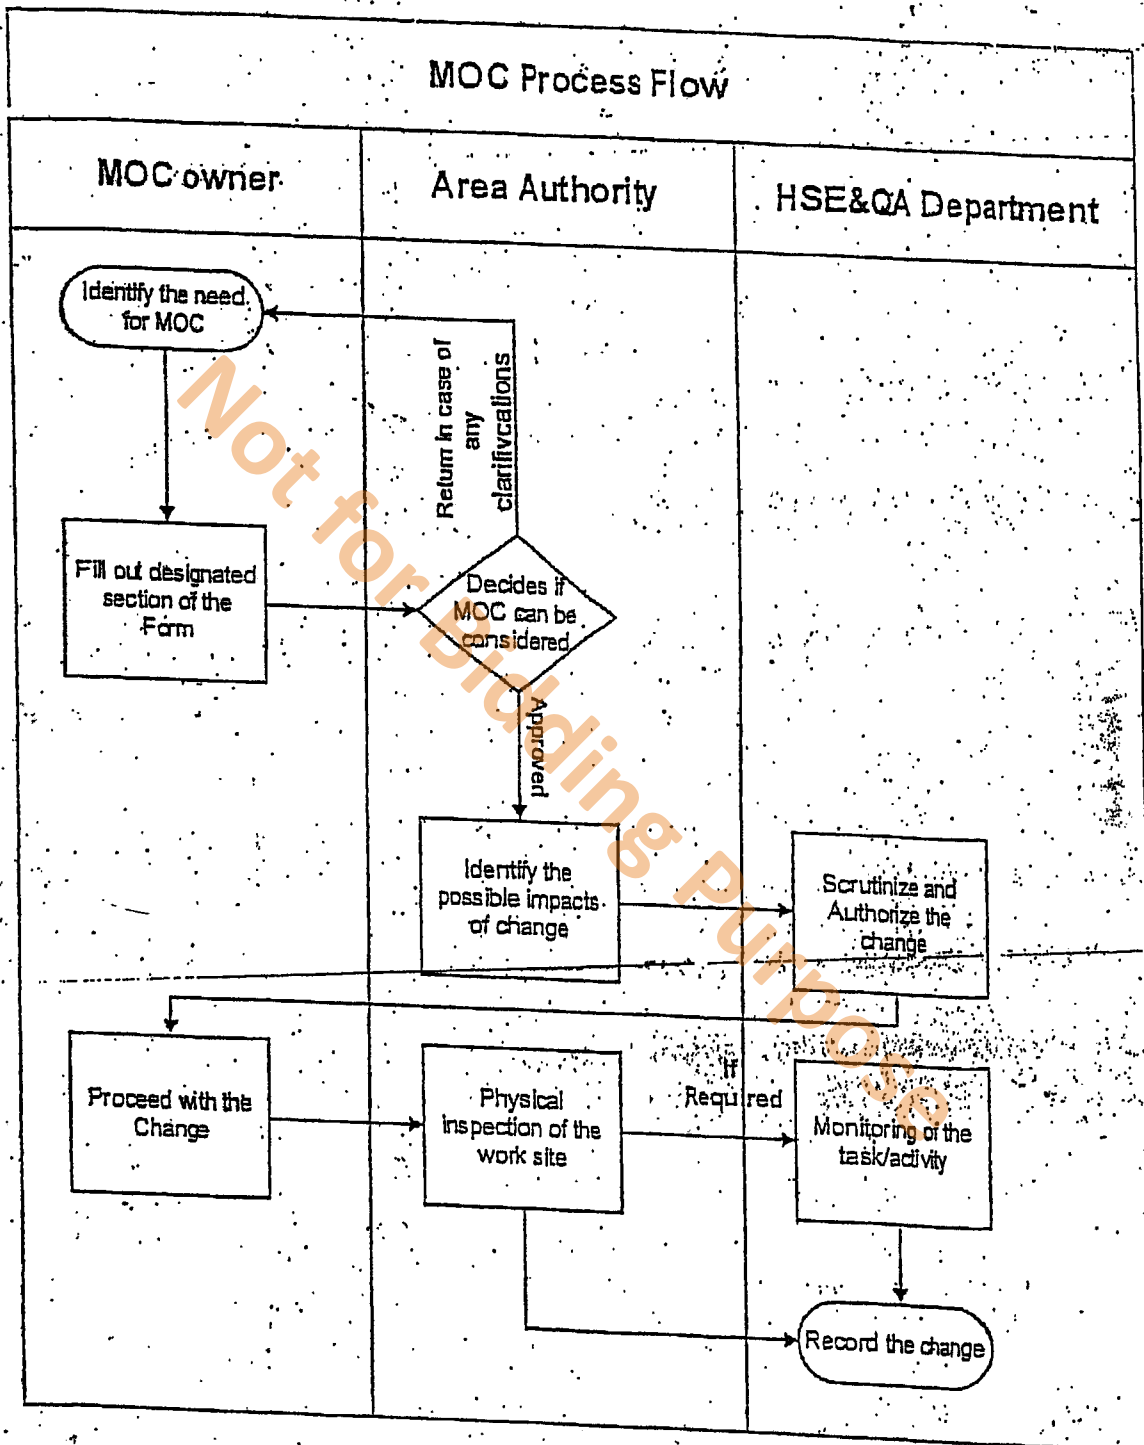 MOC Process Flow
MOC owner
Area Authority
HSE&QA Department
Identify the need
for MOC
Return in case of
any
clarifivcations
Fill out designated
section of the
Form
Decides if
MOC can be
considered
Approved
Identify the
possible impacts
of change
Scrutinize and
Authorize the
change
Proceed with the
Change
Physical
inspection of the
work site
If
Required
Monitoring of the
task/activity
Record the change
Not for Bidding Purpose